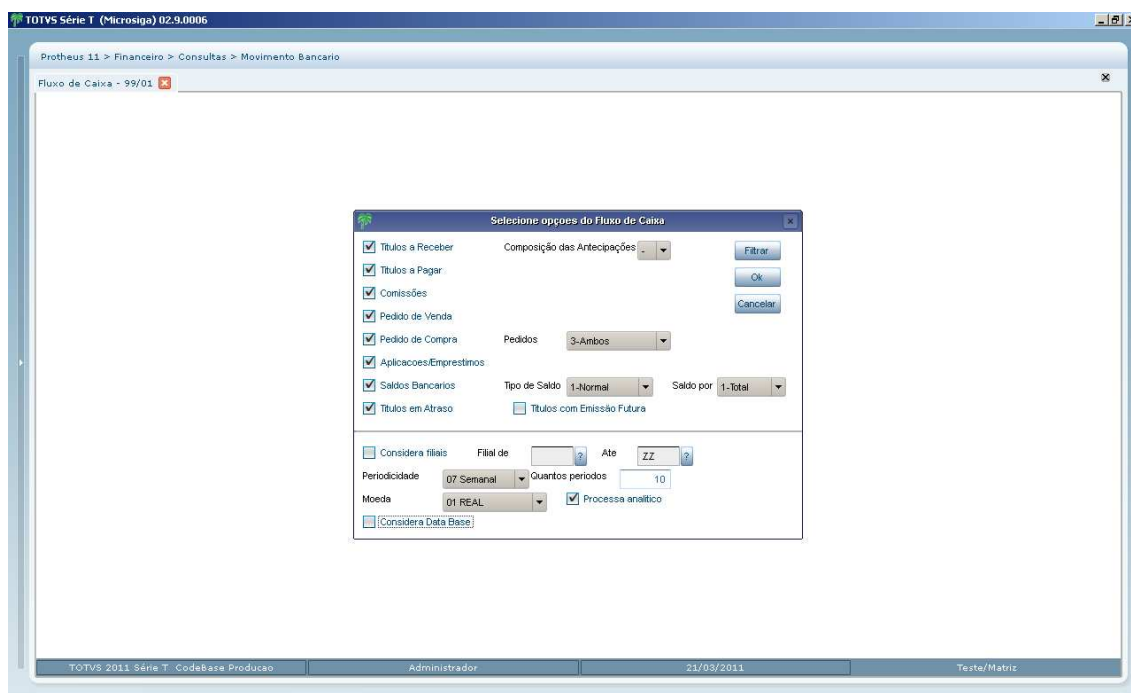 TOTVS Série T (Microsiga) 02.9.0006
Protheus 11 > Financeiro > Consultas > Movimento Bancario
Fluxo de Caixa - 99/01
Selecione opçoes do Fluxo de Caixa
Titulos a Receber Composição das Antecipações - Filtrar
Titulos a Pagar Ok
Comissões Cancelar
Pedido de Venda
Pedido de Compra Pedidos 3-Ambos
Aplicacoes/Emprestimos
Saldos Bancarios Tipo de Saldo 1-Normal Saldo por 1-Total
Titulos em Atraso Titulos com Emissão Futura
Considera filiais Filial de ? Ate ZZ ?
Periodicidade 07 Semanal Quantos periodos 10
Moeda 01 REAL Processa analitico
Considera Data Base
TOTVS 2011 Série T CodeBase Producao Administrador 21/03/2011 Teste/Matriz